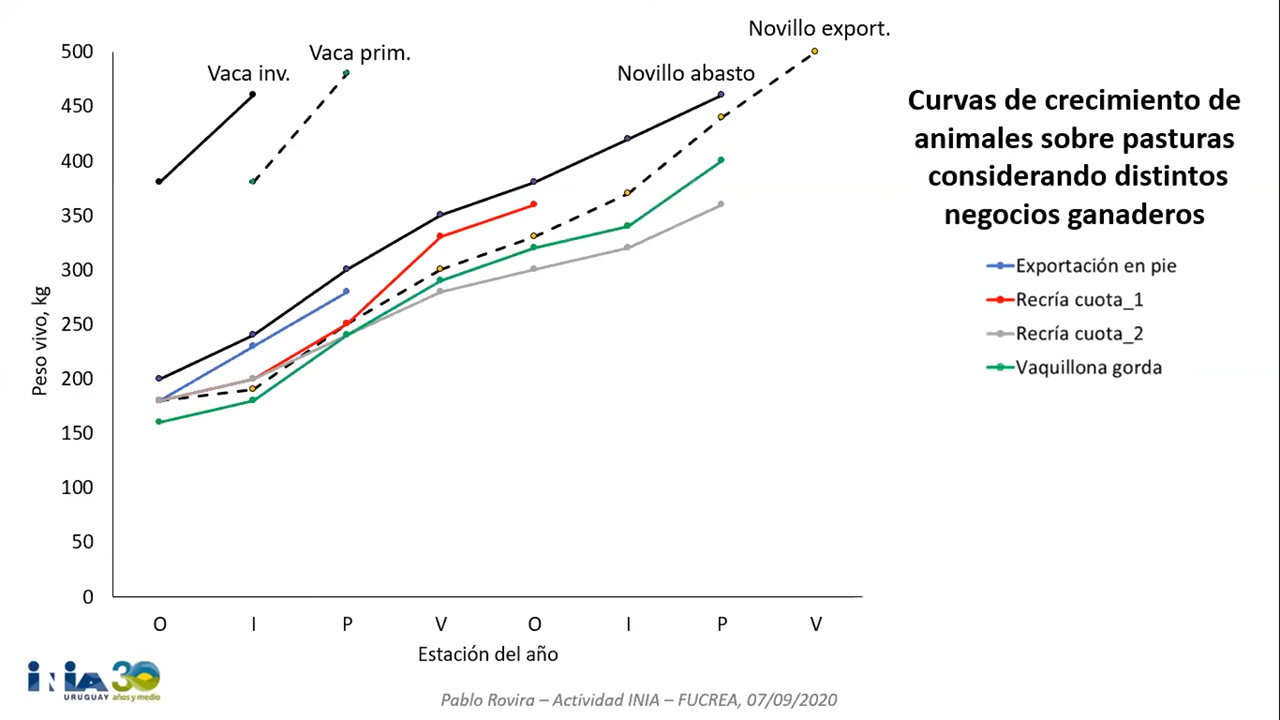 Novillo export.
Vaca prim.
Vaca inv.
Novillo abasto
Curvas de crecimiento de
animales sobre pasturas
considerando distintos
negocios ganaderos
Exportación en pie
Recría cuota_1
Recría cuota_2
Vaquillona gorda
Peso vivo, kg
500
450
400
350
300
250
200
150
100
50
0
O I P V O I P V
Estación del año
INIA 30
URUGUAY años y medio
Pablo Rovira – Actividad INIA – FUCREA, 07/09/2020